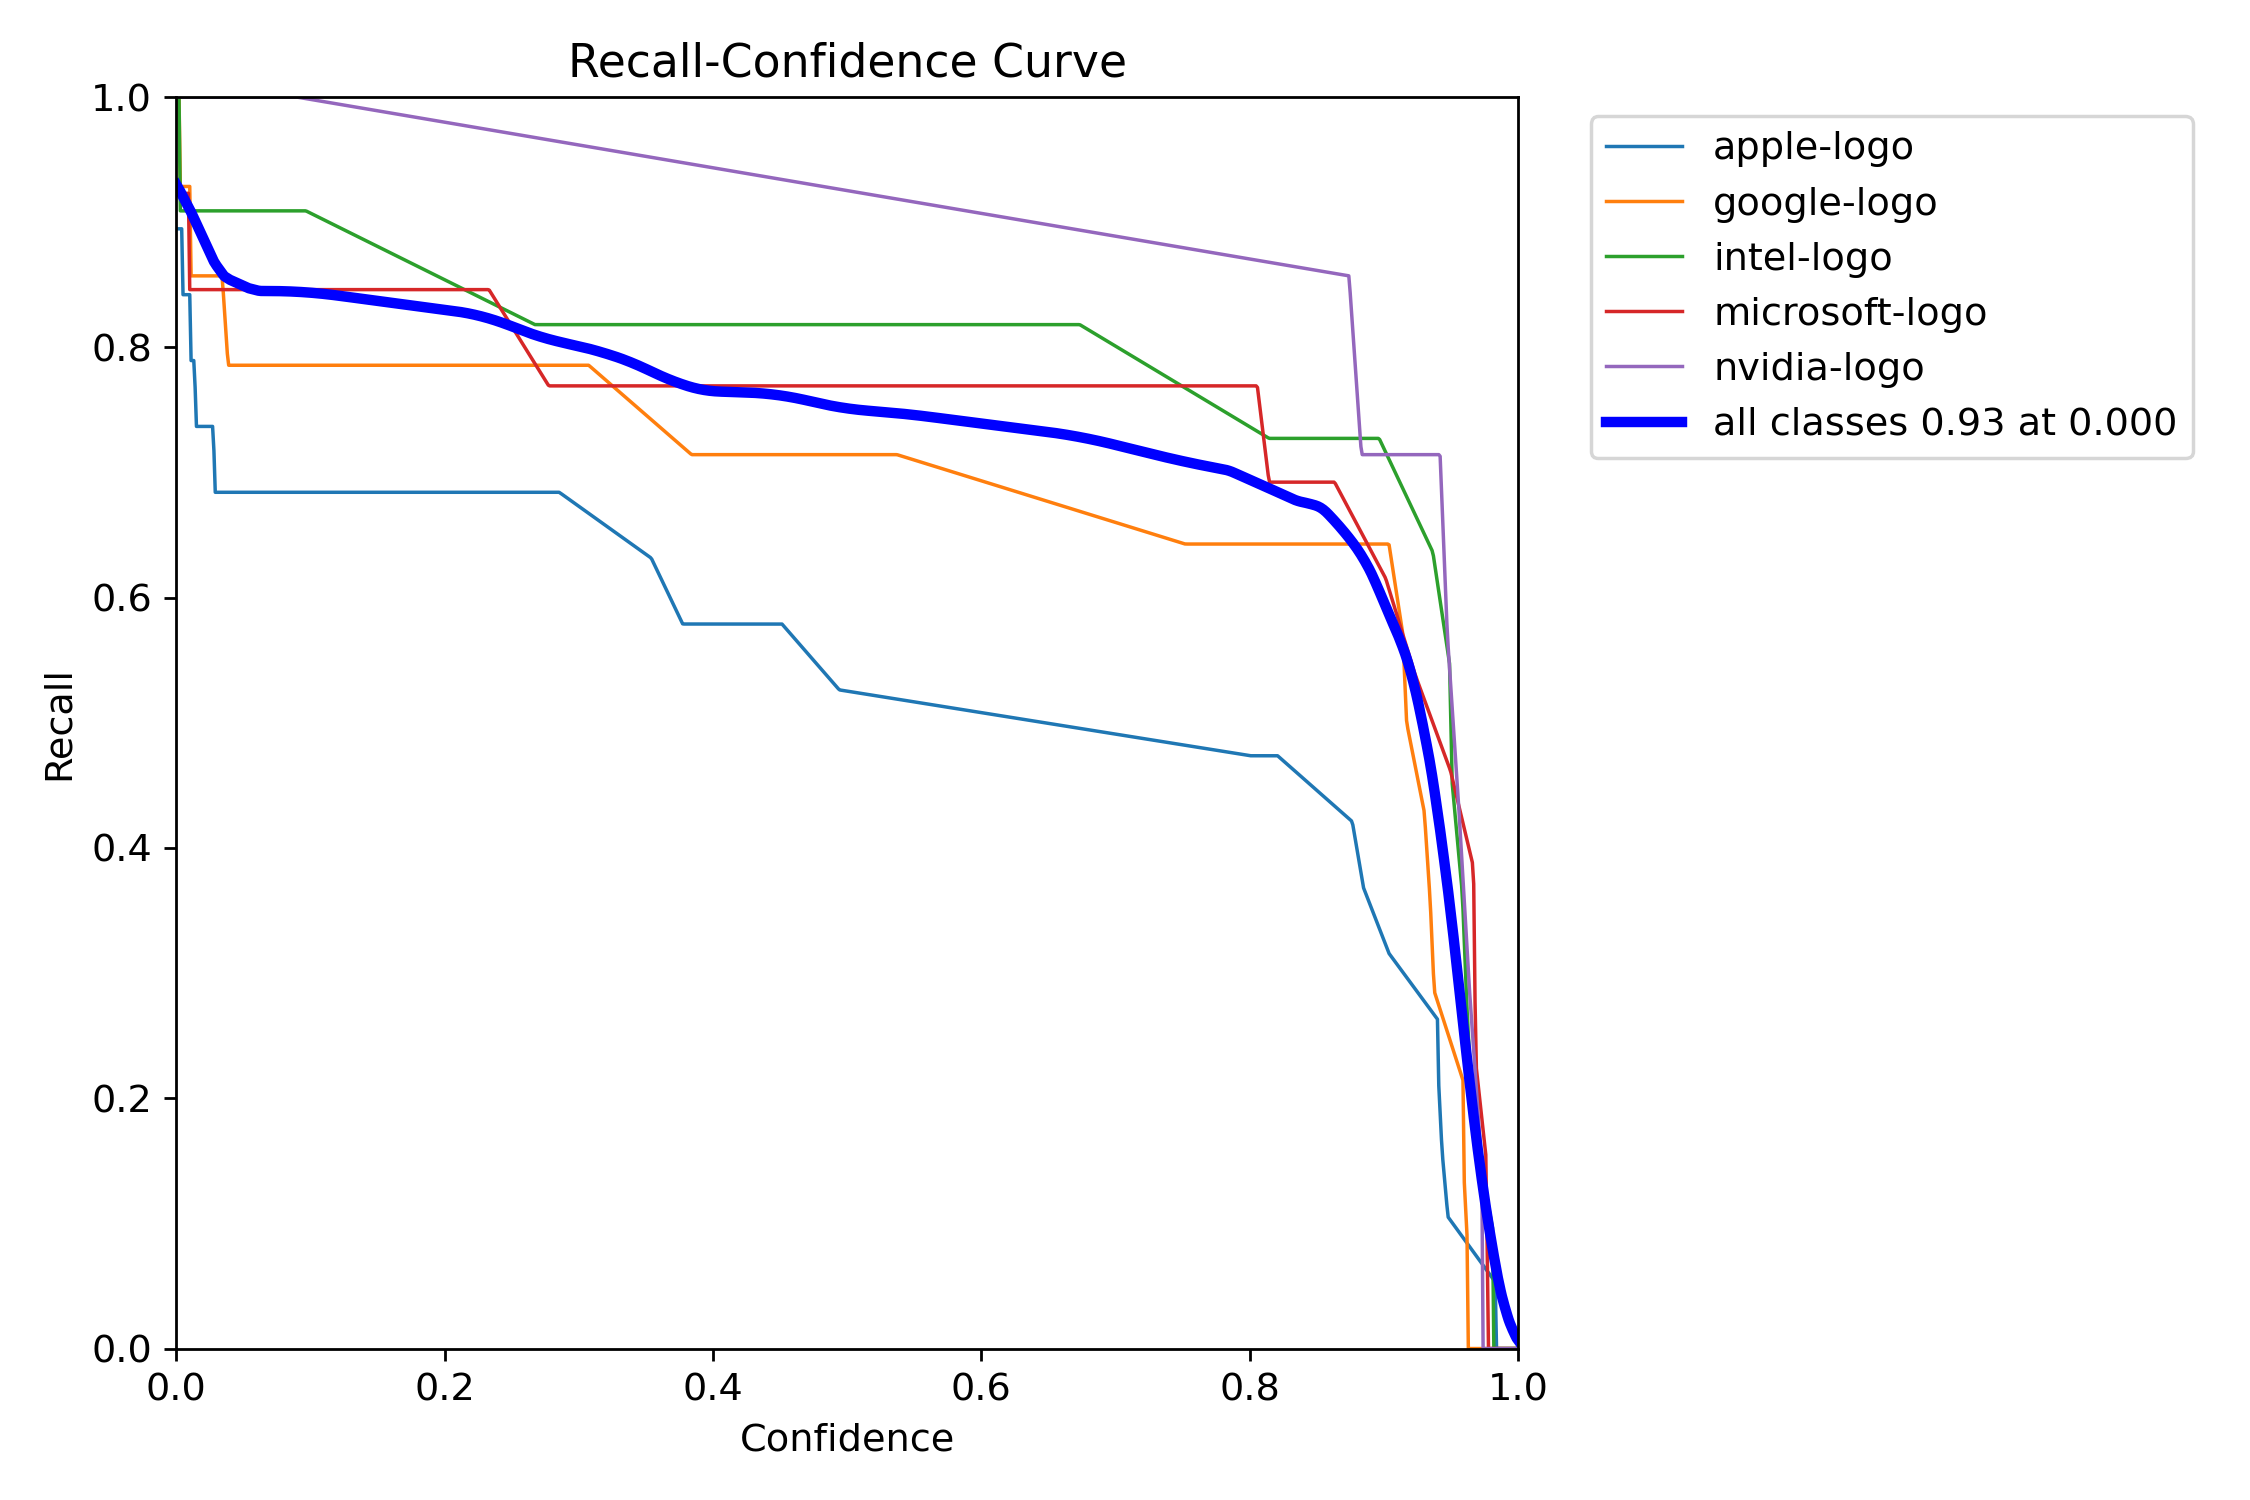 Recall-Confidence Curve
1.0
0.8
0.6
0.4
0.2
0.0
Recall
0.0 0.2 0.4 0.6 0.8 1.0
Confidence
apple-logo
google-logo
intel-logo
microsoft-logo
nvidia-logo
all classes 0.93 at 0.000